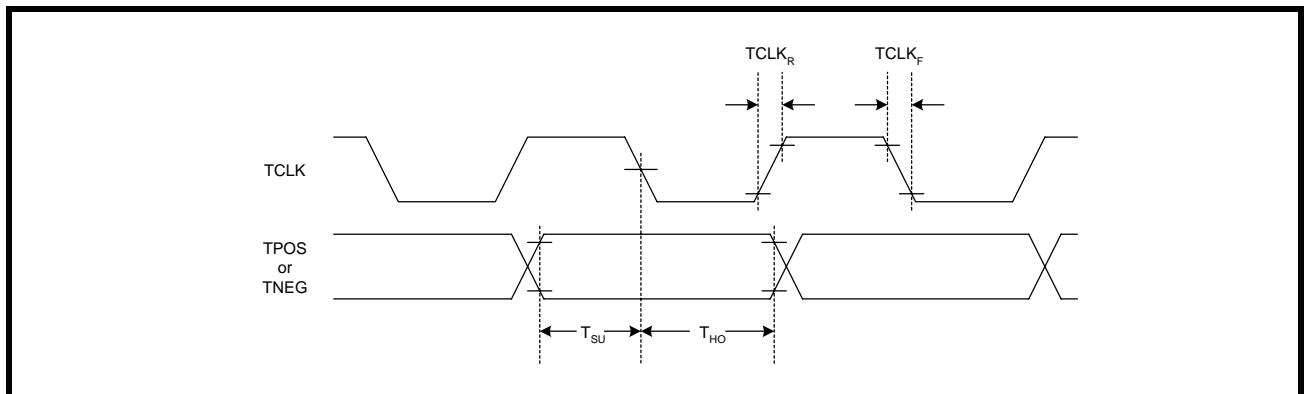 TCLK_R TCLK_F
TCLK
TPOS
or
TNEG
T_SU T_HO